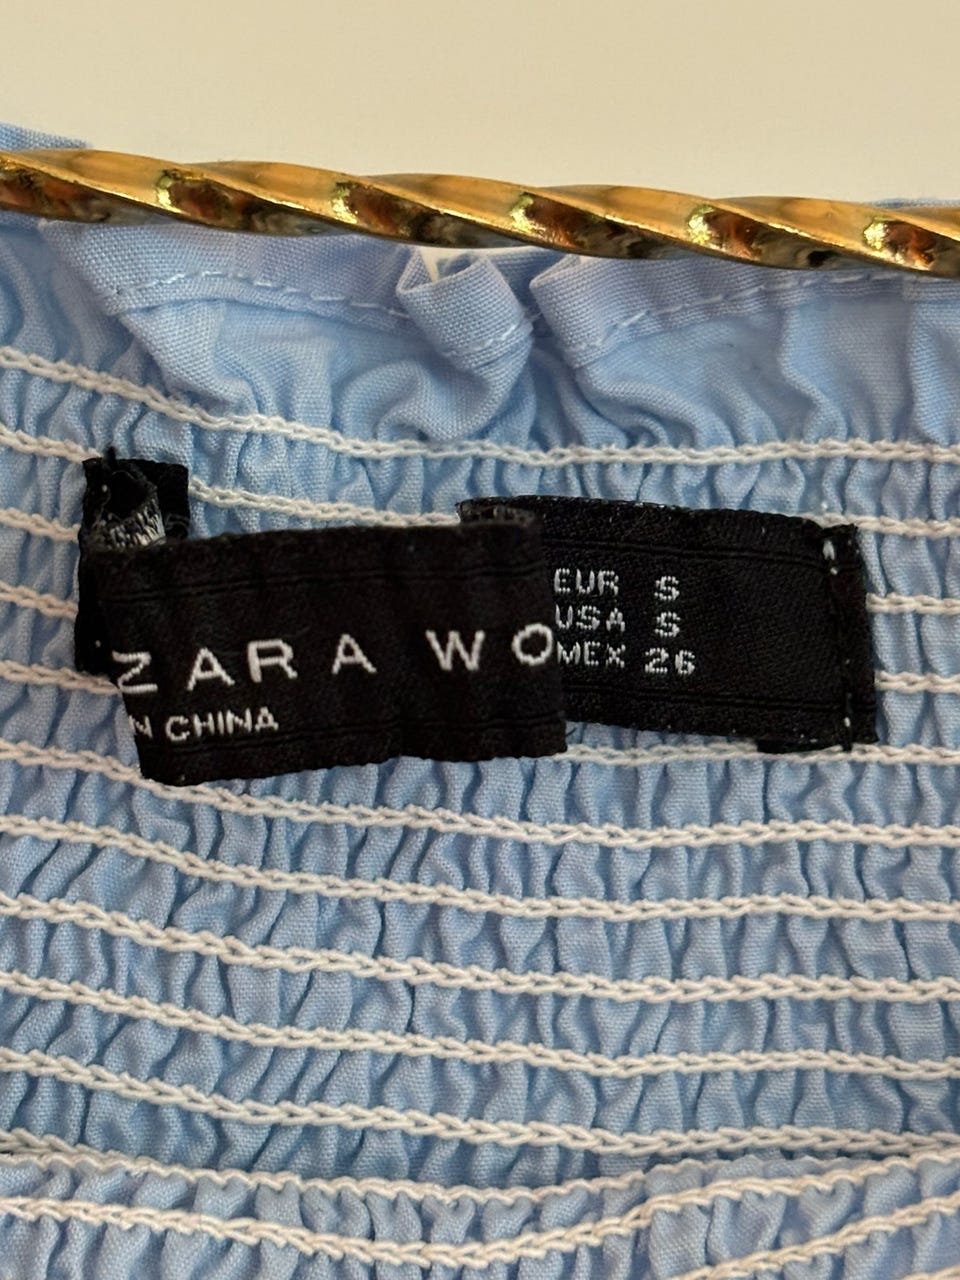 ZARA WO
N CHINA
EUR S
USA S
MEX 26